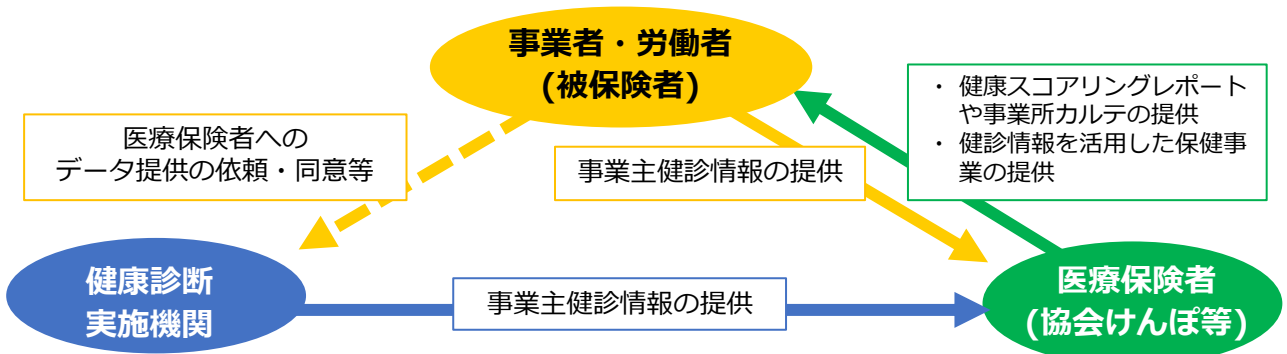 事業者・労働者
(被保険者)
・ 健康スコアリングレポート
や事業所カルテの提供
・ 健診情報を活用した保健事
業の提供
医療保険者への
データ提供の依頼・同意等
事業主健診情報の提供
健康診断
実施機関
事業主健診情報の提供
医療保険者
(協会けんぽ等)